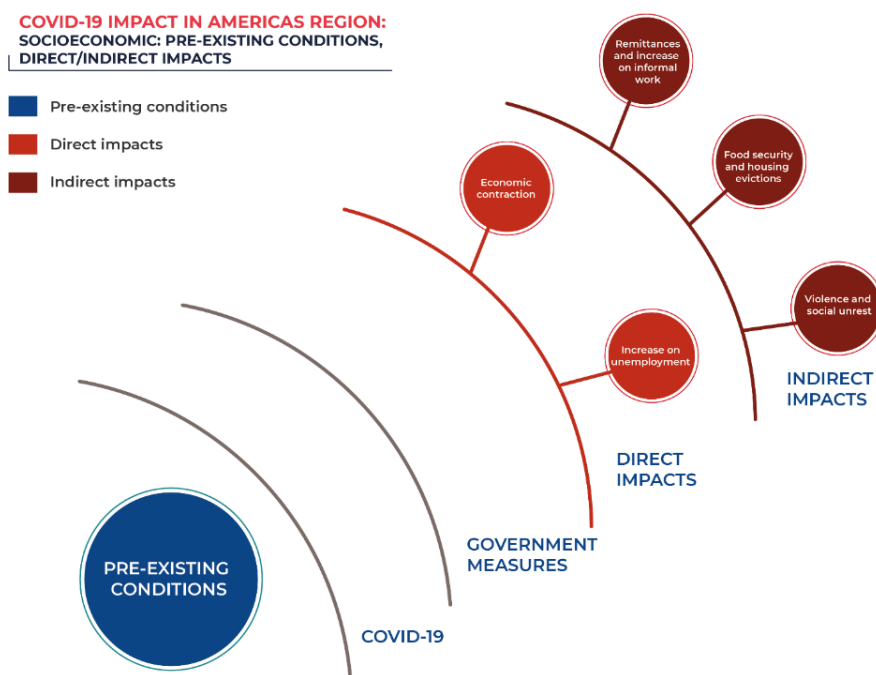 COVID-19 IMPACT IN AMERICAS REGION:
SOCIOECONOMIC: PRE-EXISTING CONDITIONS,
DIRECT/INDIRECT IMPACTS
Pre-existing conditions
Direct impacts
Indirect impacts
Remittances
and increase on
informal
work
Food security
and housing
evictions
Economic
contraction
Violence and
social unrest
Increase on
unemployment
INDIRECT
IMPACTS
DIRECT
IMPACTS
GOVERNMENT
MEASURES
PRE-EXISTING
CONDITIONS
COVID-19